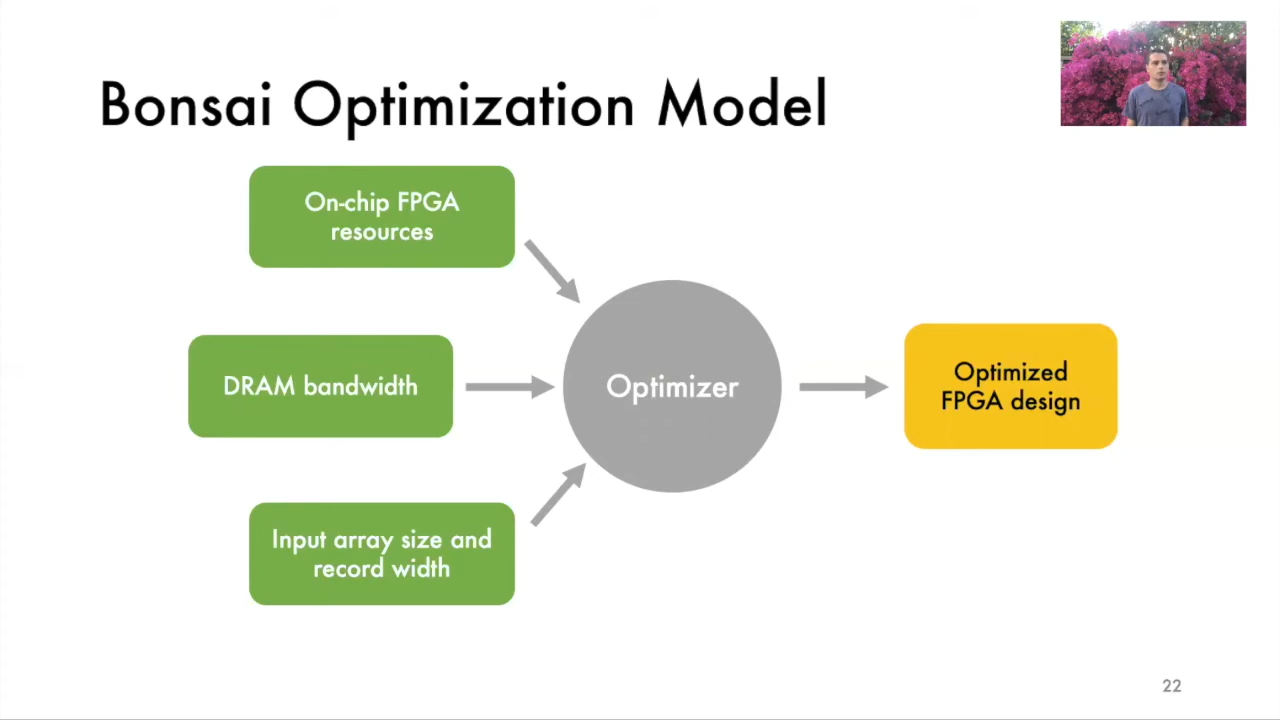 Bonsai Optimization Model
On-chip FPGA
resources
DRAM bandwidth
Input array size and
record width
Optimizer
Optimized
FPGA design
22